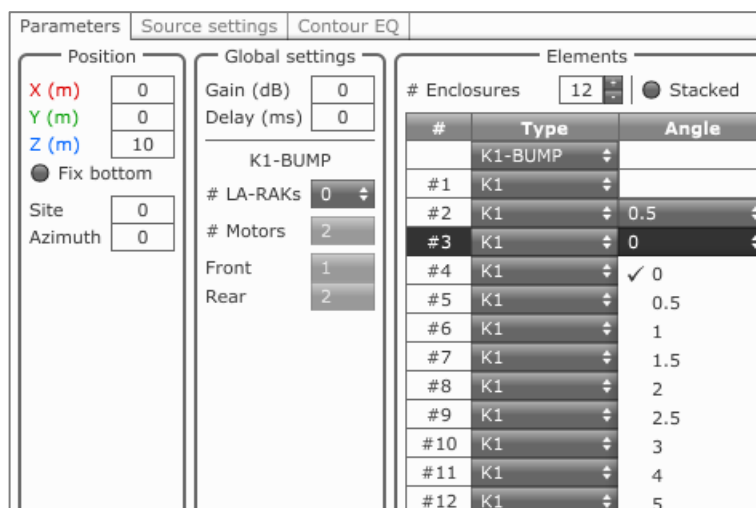 Parameters Source settings Contour EQ
Position
X (m) 0
Y (m) 0
Z (m) 10
Fix bottom
Site 0
Azimuth 0
Global settings
Gain (dB) 0
Delay (ms) 0
K1-BUMP
# LA-RAKs 0
# Motors 2
Front 1
Rear 2
Elements
# Enclosures 12 Stacked
# Type Angle
K1-BUMP
#1 K1
#2 K1 0.5
#3 K1 0
#4 K1 ✓ 0
#5 K1 0.5
#6 K1 1
#7 K1 1.5
#8 K1 2
#9 K1 2.5
#10 K1 3
#11 K1 4
#12 K1 5